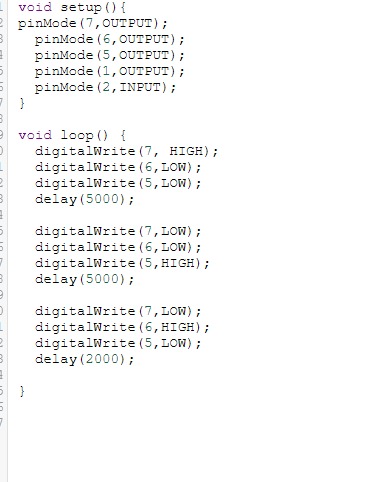 void setup(){
pinMode(7,OUTPUT);
pinMode(6,OUTPUT);
pinMode(5,OUTPUT);
pinMode(1,OUTPUT);
pinMode(2,INPUT);
}
void loop() {
digitalWrite(7, HIGH);
digitalWrite(6,LOW);
digitalWrite(5,LOW);
delay(5000);
digitalWrite(7,LOW);
digitalWrite(6,LOW);
digitalWrite(5,HIGH);
delay(5000);
digitalWrite(7,LOW);
digitalWrite(6,HIGH);
digitalWrite(5,LOW);
delay(2000);
}